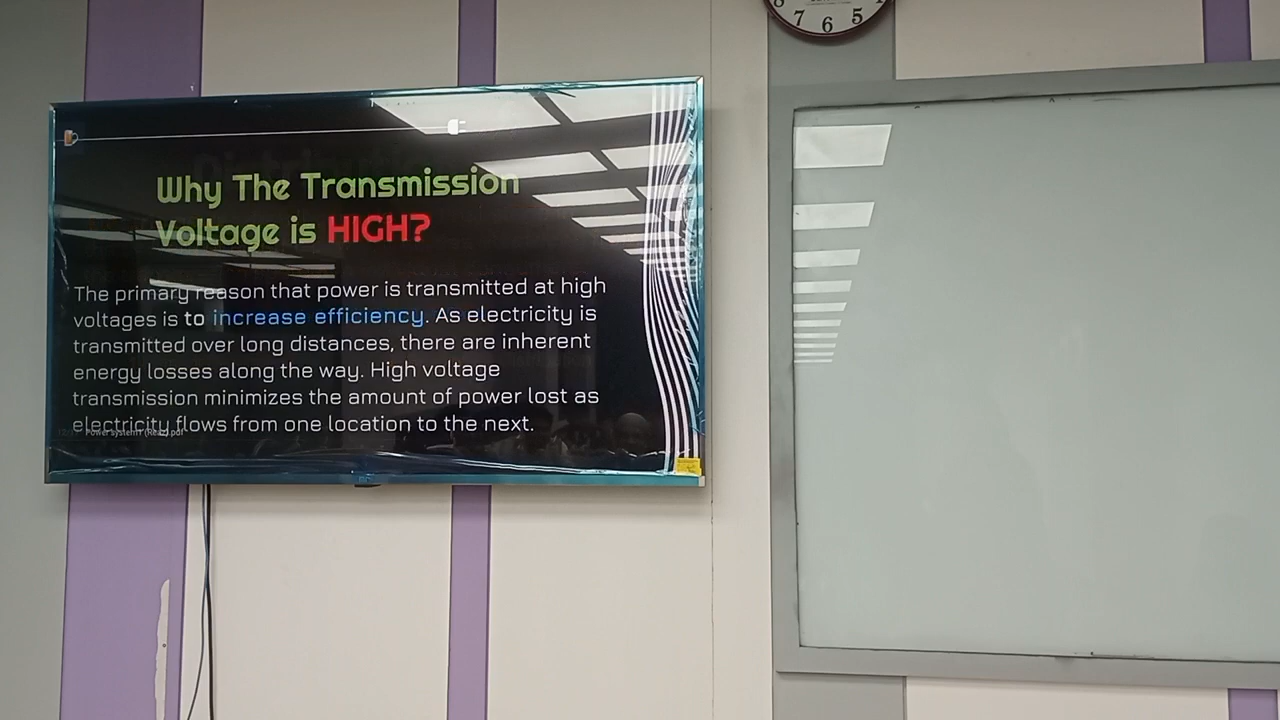 8 7 6 5
Why The Transmission
Voltage is HIGH?
The primary reason that power is transmitted at high
voltages is to increase efficiency. As electricity is
transmitted over long distances, there are inherent
energy losses along the way. High voltage
transmission minimizes the amount of power lost as
electricity flows from one location to the next.